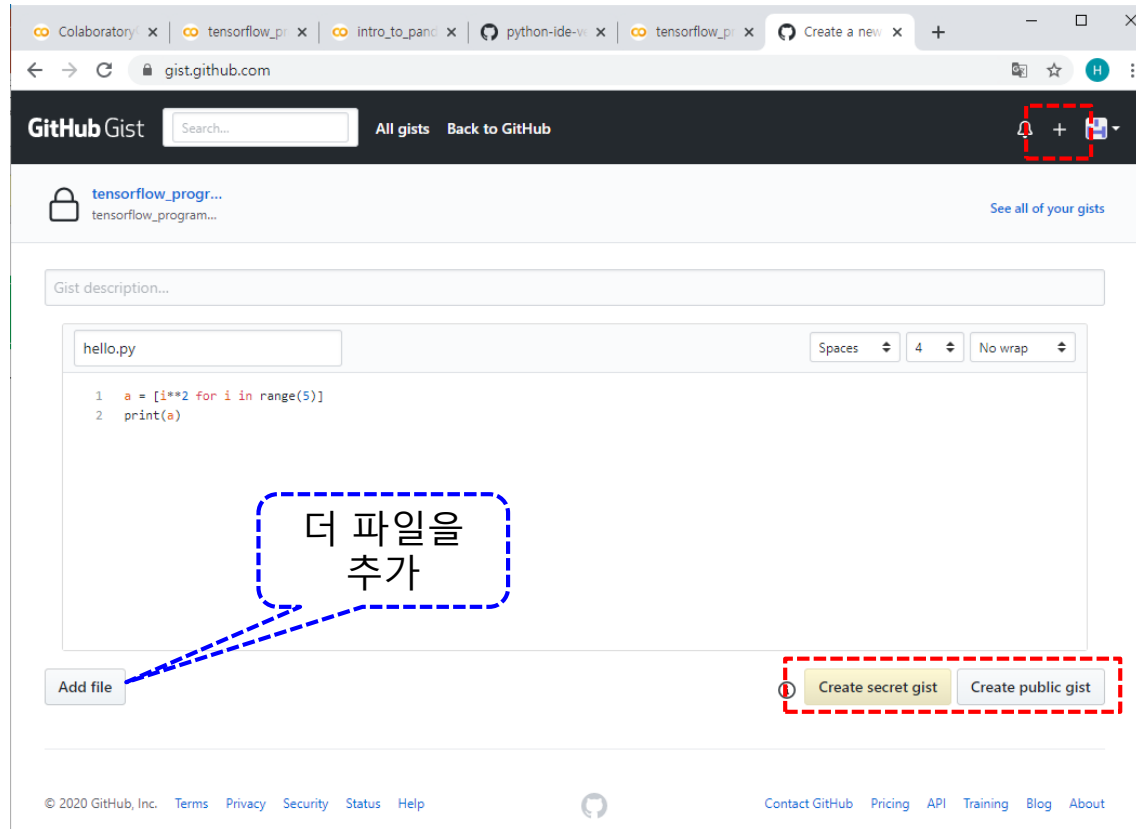 Colaboratory tensorflow_pr intro_to_pand python-ide-v tensorflow_pr Create a new
gist.github.com H
GitHub Gist Search... All gists Back to GitHub
tensorflow_progr...
tensorflow_program...
See all of your gists
Gist description...
hello.py Spaces 4 No wrap
1 a = [i**2 for i in range(5)]
2 print(a)
더 파일을
추가
Add file Create secret gist Create public gist
© 2020 GitHub, Inc. Terms Privacy Security Status Help Contact GitHub Pricing API Training Blog About